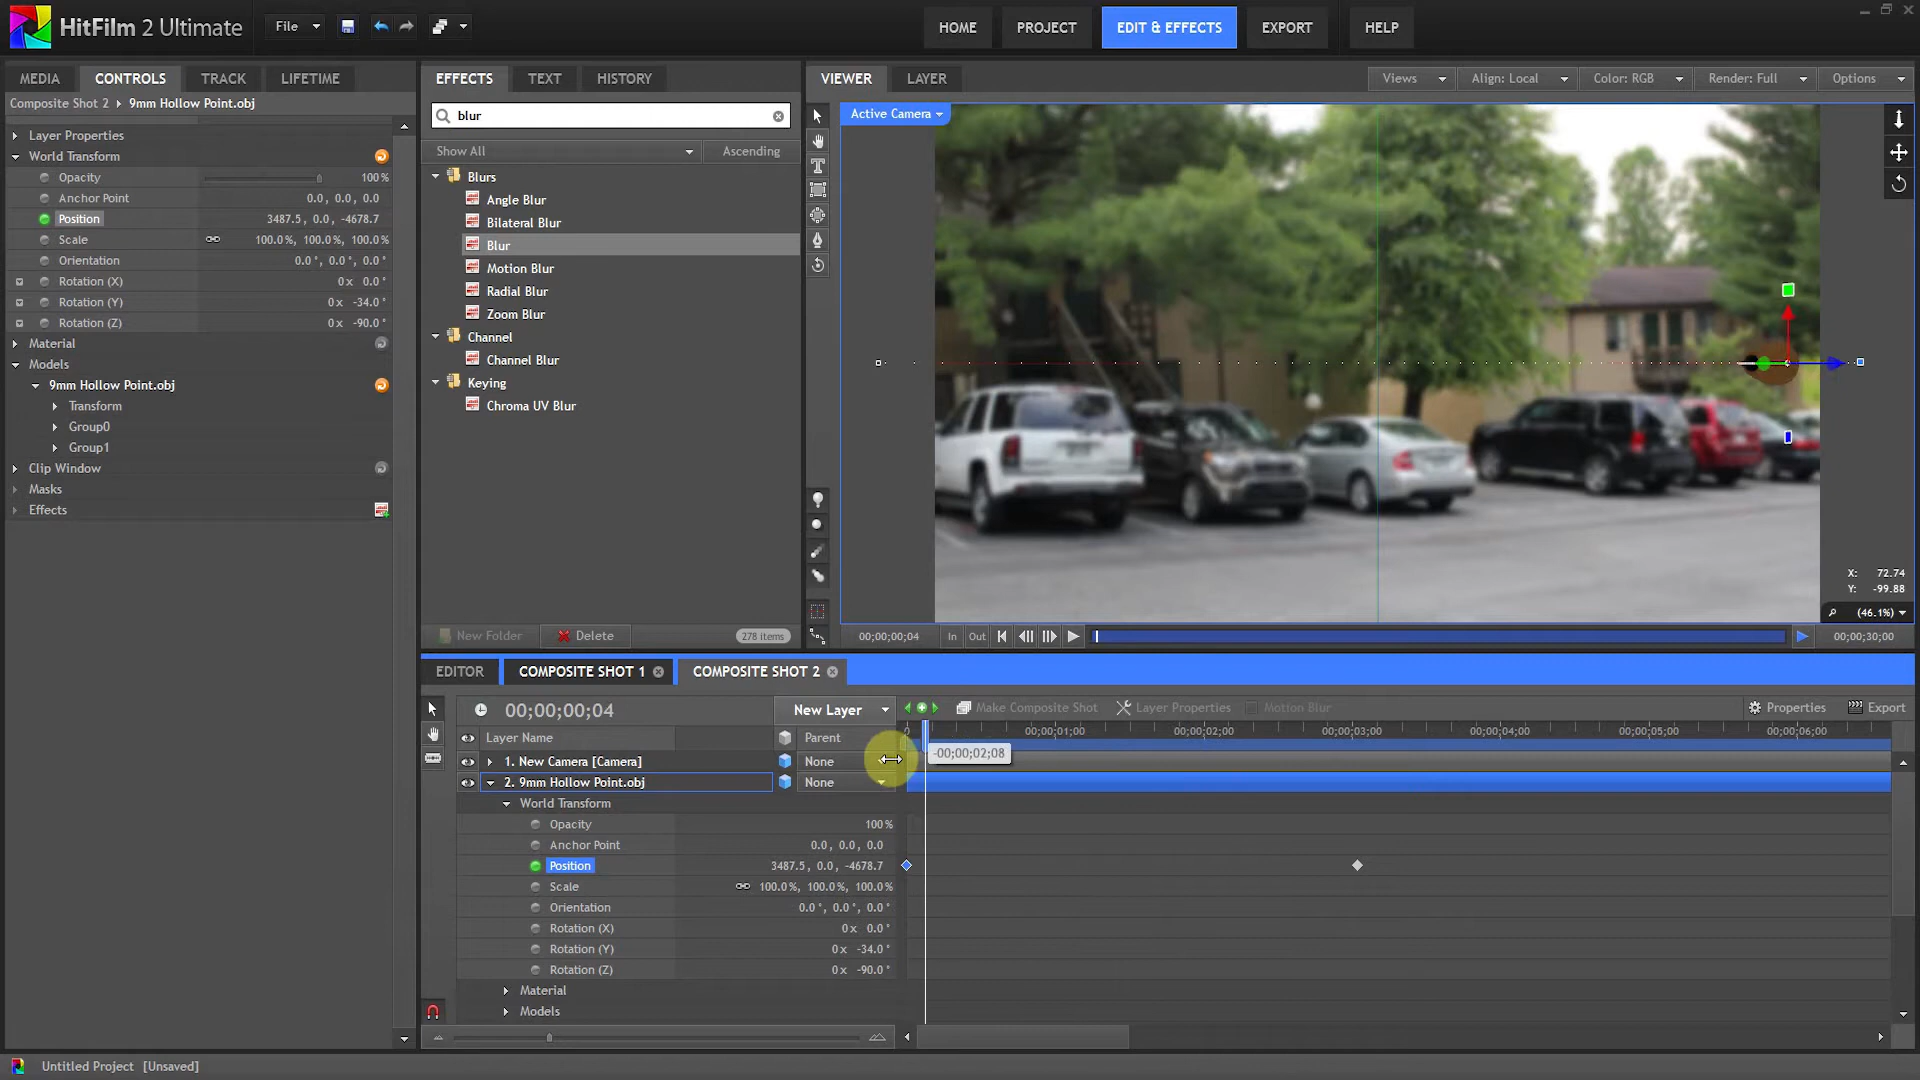 HitFilm 2 Ultimate
File
HOME
PROJECT
EDIT & EFFECTS
EXPORT
HELP
MEDIA
CONTROLS
TRACK
LIFETIME
Composite Shot 2 9mm Hollow Point.obj
Layer Properties
World Transform
Opacity 100%
Anchor Point 0.0, 0.0, 0.0
Position 3487.5, 0.0, -4678.7
Scale 100.0%, 100.0%, 100.0%
Orientation 0.0°, 0.0°, 0.0°
Rotation (X) 0x 0.0°
Rotation (Y) 0x -34.0°
Rotation (Z) 0x -90.0°
Material
Models
9mm Hollow Point.obj
Transform
Group0
Group1
Clip Window
Masks
Effects
EFFECTS
TEXT
HISTORY
blur
Show All
Ascending
Blurs
Angle Blur
Bilateral Blur
Blur
Motion Blur
Radial Blur
Zoom Blur
Channel
Channel Blur
Keying
Chroma UV Blur
New Folder
Delete
278 items
VIEWER
LAYER
Views
Align: Local
Color: RGB
Render: Full
Options
Active Camera
X: 72.74
Y: -99.88
(46.1%)
00;00;00;04
In
Out
00;00;30;00
EDITOR
COMPOSITE SHOT 1
COMPOSITE SHOT 2
00;00;00;04
New Layer
Make Composite Shot
Layer Properties
Motion Blur
Properties
Export
Layer Name
Parent
0
00;00;01;00
00;00;02;00
00;00;03;00
00;00;04;00
00;00;05;00
00;00;06;00
-00;00;02;08
1. New Camera [Camera] None
2. 9mm Hollow Point.obj None
World Transform
Opacity 100%
Anchor Point 0.0, 0.0, 0.0
Position 3487.5, 0.0, -4678.7
Scale 100.0%, 100.0%, 100.0%
Orientation 0.0°, 0.0°, 0.0°
Rotation (X) 0x 0.0°
Rotation (Y) 0x -34.0°
Rotation (Z) 0x -90.0°
Material
Models
Untitled Project [Unsaved]